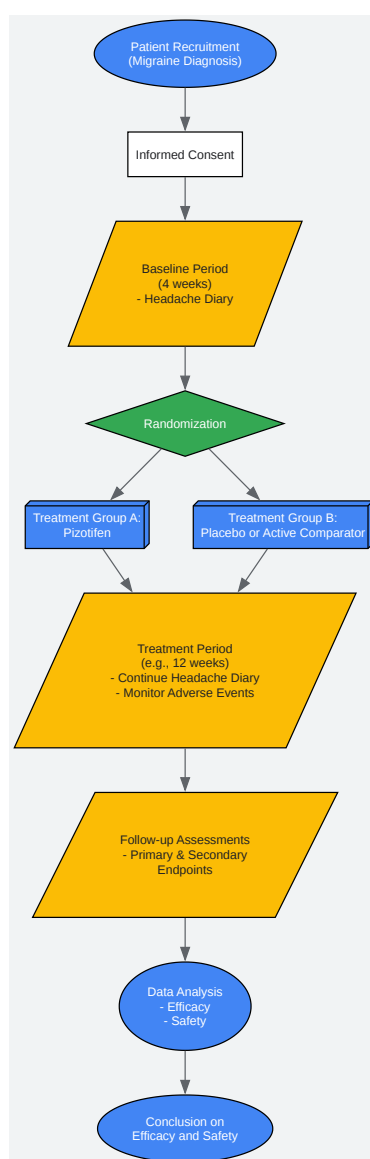 Patient Recruitment
(Migraine Diagnosis)
Informed Consent
Baseline Period
(4 weeks)
- Headache Diary
Randomization
Treatment Group A:
Pizotifen
Treatment Group B:
Placebo or Active Comparator
Treatment Period
(e.g., 12 weeks)
- Continue Headache Diary
- Monitor Adverse Events
Follow-up Assessments
- Primary & Secondary
Endpoints
Data Analysis
- Efficacy
- Safety
Conclusion on
Efficacy and Safety